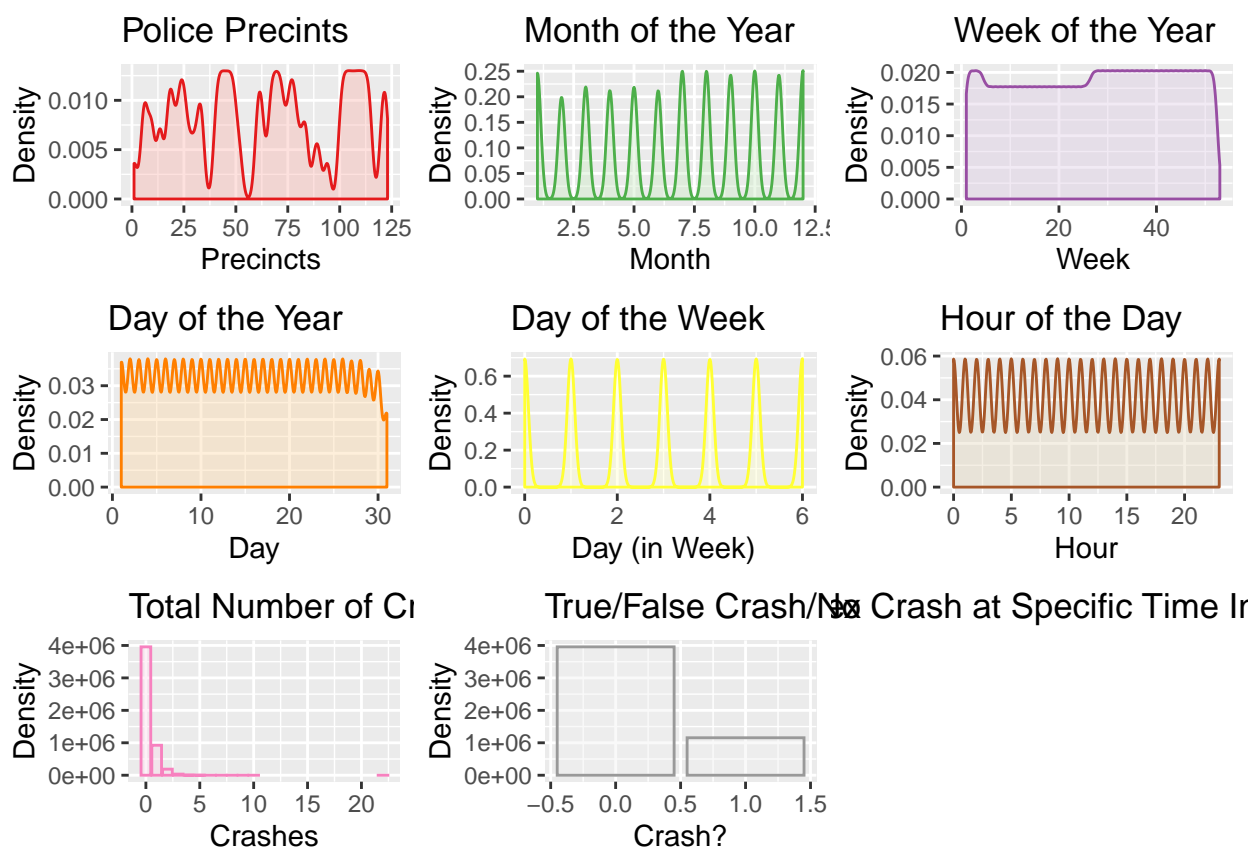 Police Precints
Month of the Year
Week of the Year
Density
0.010
0.005
0.000
0 25 50 75 100 125
Precincts
Density
0.25
0.20
0.15
0.10
0.05
0.00
2.5 5.0 7.5 10.0 12.5
Month
Density
0.020
0.015
0.010
0.005
0.000
0 20 40
Week
Day of the Year
Day of the Week
Hour of the Day
Density
0.03
0.02
0.01
0.00
0 10 20 30
Day
Density
0.6
0.4
0.2
0.0
0 2 4 6
Day (in Week)
Density
0.06
0.04
0.02
0.00
0 5 10 15 20
Hour
Total Number of Cr
True/False Crash/No Crash at Specific Time In
Density
4e+06
3e+06
2e+06
1e+06
0e+00
0 5 10 15 20
Crashes
Density
4e+06
3e+06
2e+06
1e+06
0e+00
−0.5 0.0 0.5 1.0 1.5
Crash?